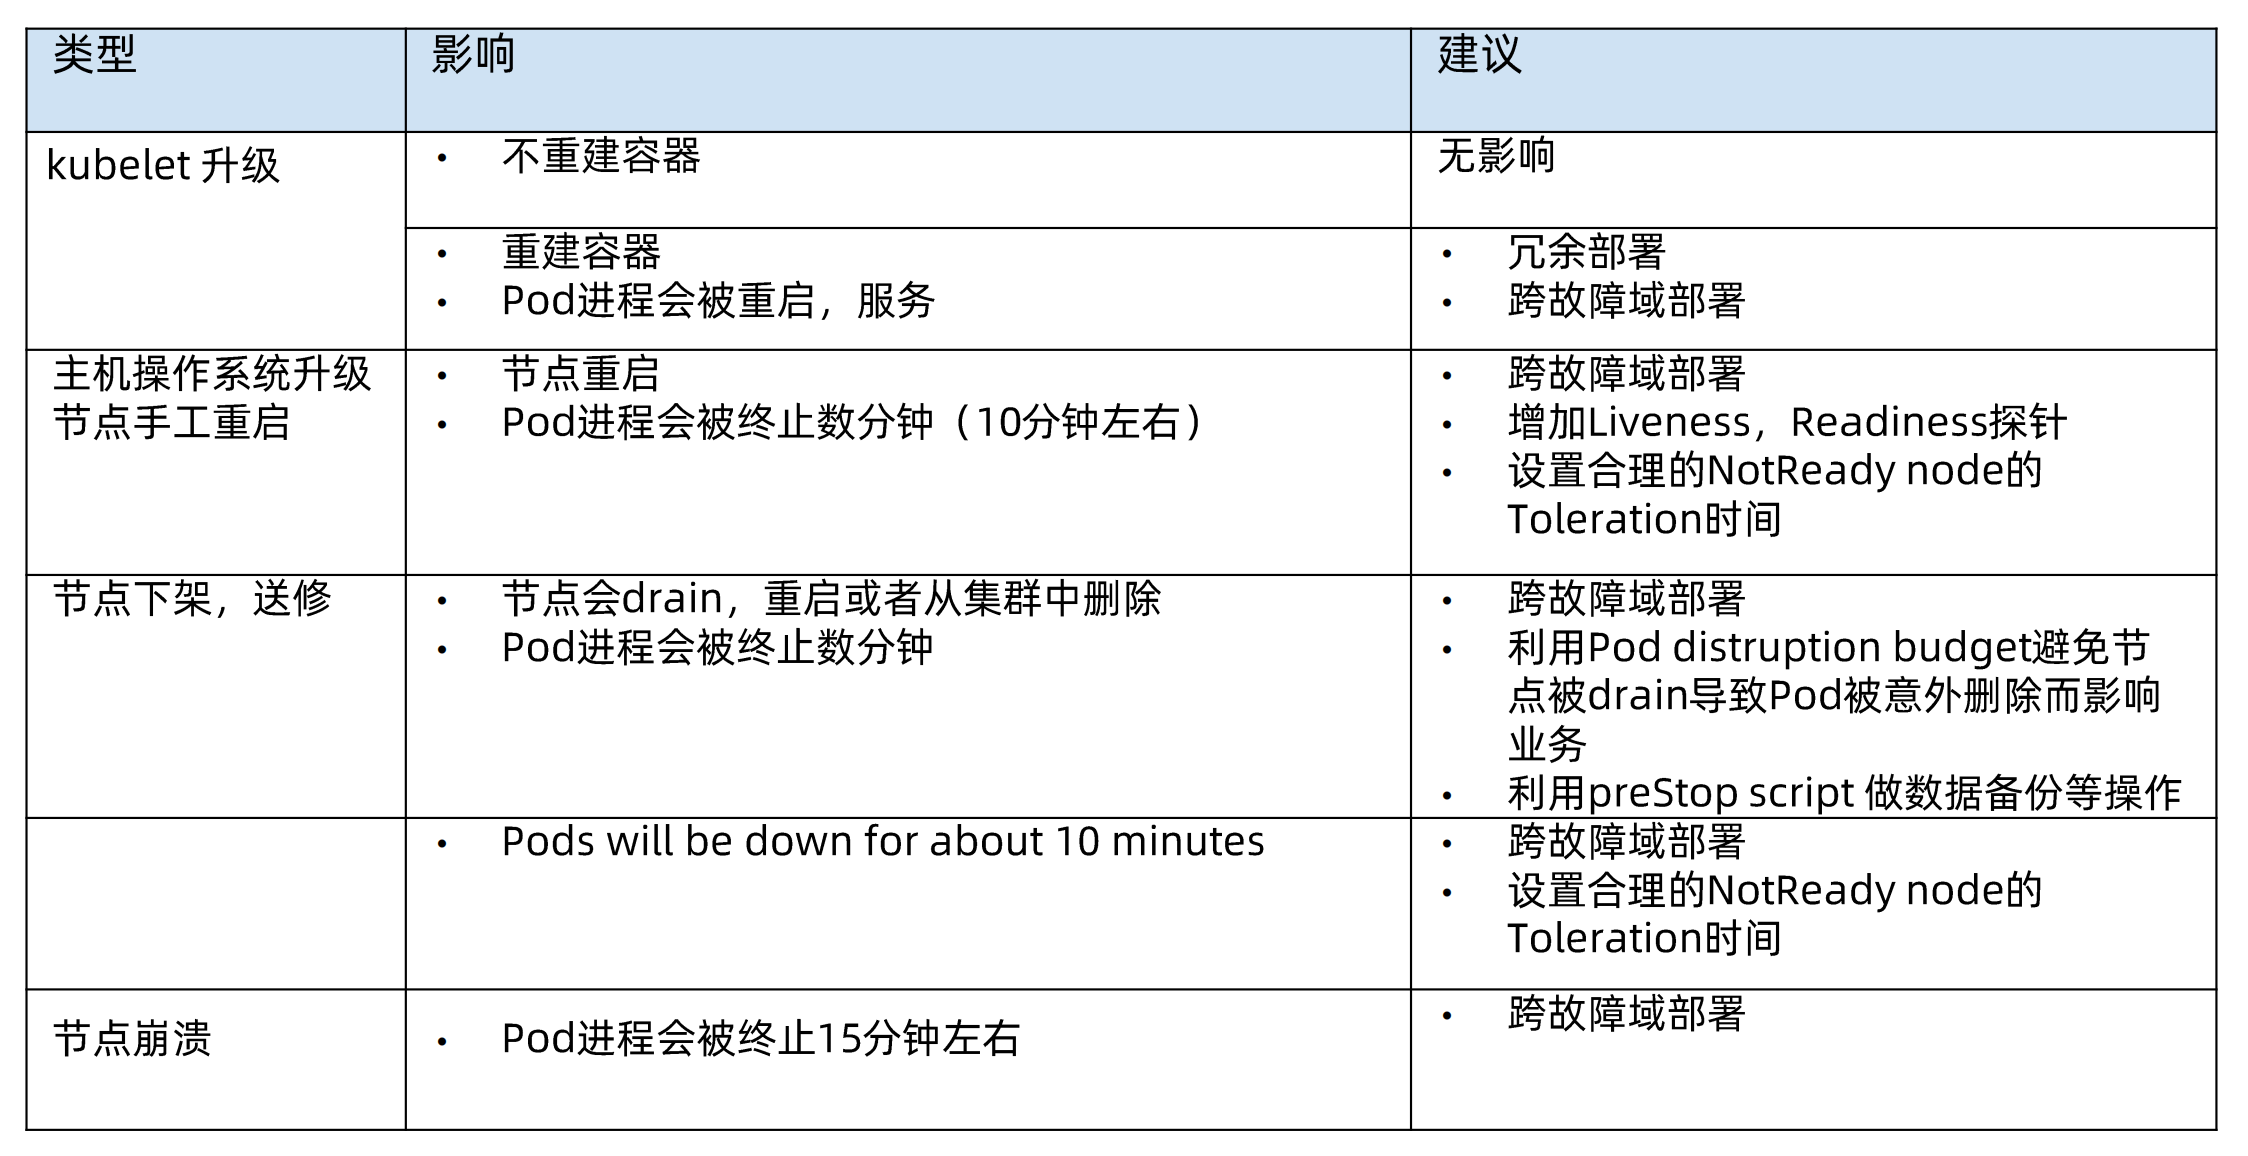 类型
影响
建议
kubelet 升级
• 不重建容器
无影响
• 重建容器
• Pod进程会被重启，服务
• 冗余部署
• 跨故障域部署
主机操作系统升级
节点手工重启
• 节点重启
• Pod进程会被终止数分钟（10分钟左右）
• 跨故障域部署
• 增加Liveness，Readiness探针
• 设置合理的NotReady node的
Toleration时间
节点下架，送修
• 节点会drain，重启或者从集群中删除
• Pod进程会被终止数分钟
• 跨故障域部署
• 利用Pod distruption budget避免节
点被drain导致Pod被意外删除而影响
业务
• 利用preStop script 做数据备份等操作
• Pods will be down for about 10 minutes
• 跨故障域部署
• 设置合理的NotReady node的
Toleration时间
节点崩溃
• Pod进程会被终止15分钟左右
• 跨故障域部署